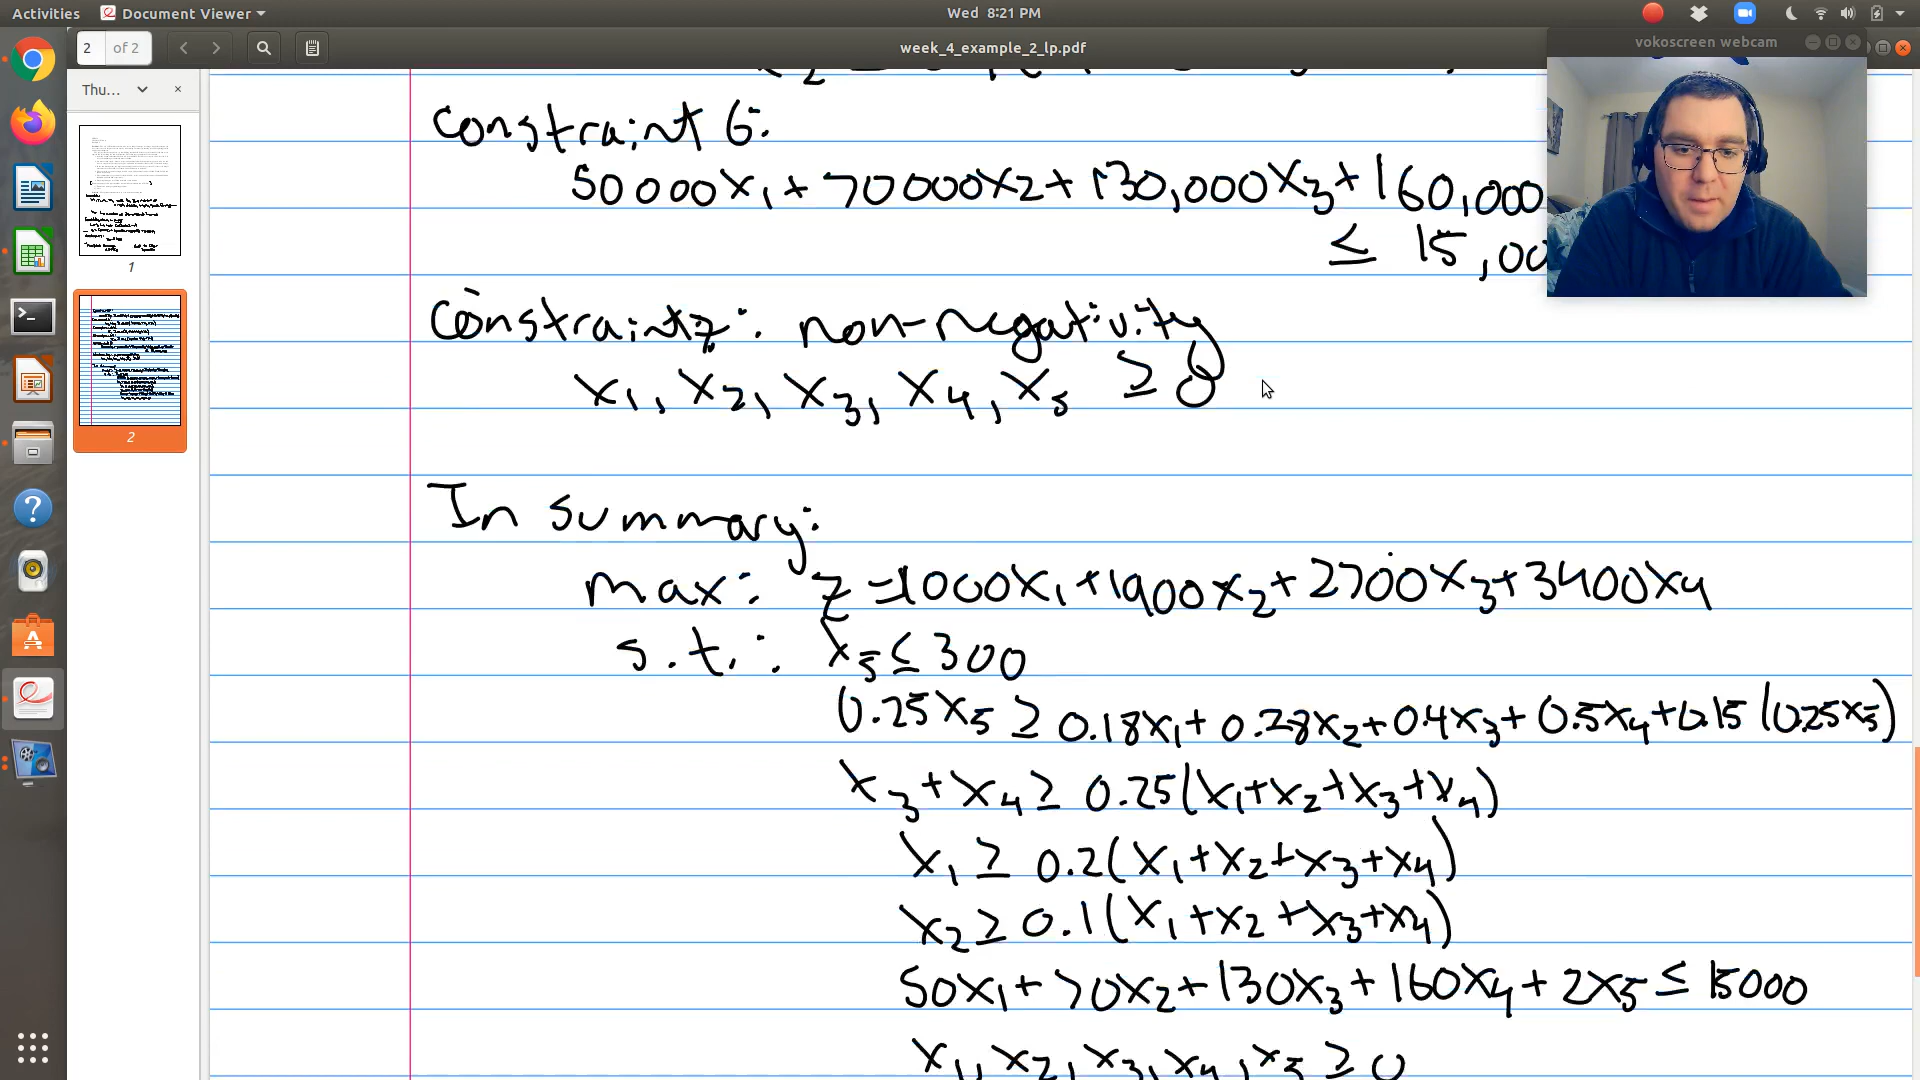 Activities Document Viewer Wed 8:21 PM
2 of 2 week_4_example_2_lp.pdf vokoscreen webcam
Thu...
Constraint 6:
50000x₁ + 70000x₂ + 130,000x₃ + 160,000
≤ 15,00
Constraint 7: non-negativity
x₁, x₂, x₃, x₄, x₅ ≥ 0
1
2
In summary:
max: z = 1000x₁ + 1900x₂ + 2700x₃ + 3400x₄
s.t.: x₅ ≤ 300
0.25x₅ ≥ 0.18x₁ + 0.28x₂ + 0.4x₃ + 0.5x₄ + 0.15(0.25x₅)
x₃ + x₄ ≥ 0.25(x₁+x₂+x₃+x₄)
x₁ ≥ 0.2(x₁+x₂+x₃+x₄)
x₂ ≥ 0.1(x₁+x₂+x₃+x₄)
50x₁ + 70x₂ + 130x₃ + 160x₄ + 2x₅ ≤ 15000
x₁, x₂, x₃, x₄, x₅ ≥ 0